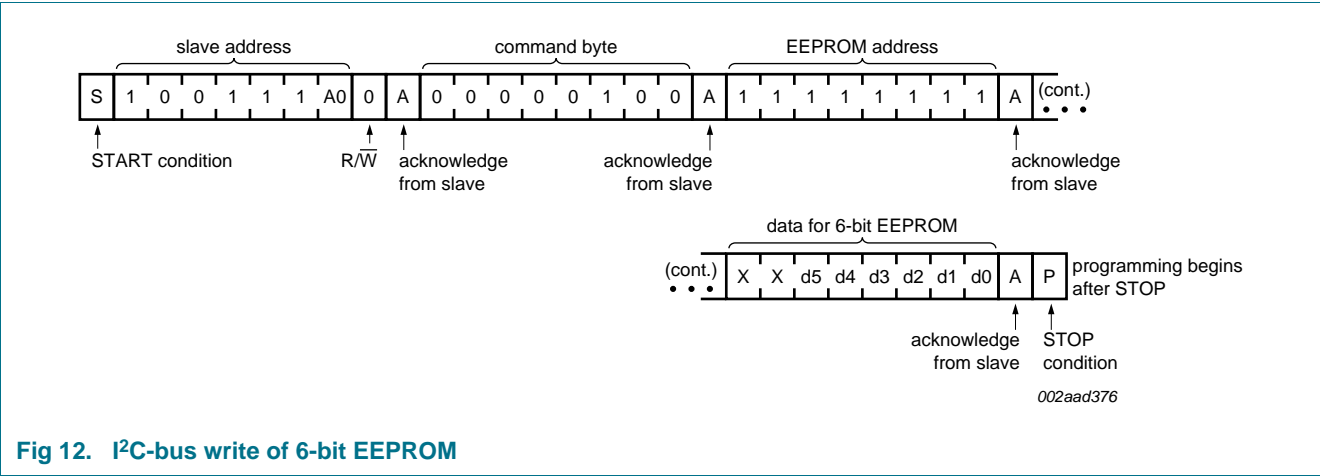 slave address command byte EEPROM address
S 1 0 0 1 1 1 A0 0 A 0 0 0 0 0 1 0 0 A 1 1 1 1 1 1 1 1 A (cont.)
START condition R/W̅ acknowledge from slave acknowledge from slave acknowledge from slave
data for 6-bit EEPROM
(cont.) X X d5 d4 d3 d2 d1 d0 A P programming begins after STOP
acknowledge from slave STOP condition
002aad376
Fig 12. I²C-bus write of 6-bit EEPROM